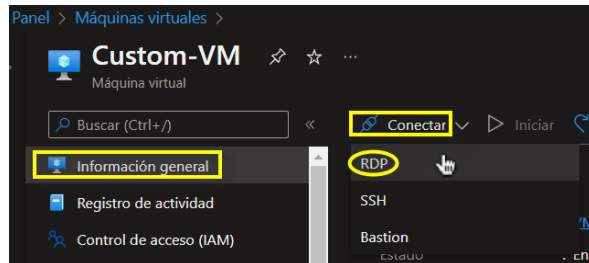 Panel > Máquinas virtuales >
Custom-VM
Máquina virtual
Buscar (Ctrl+/)
Conectar
Iniciar
Información general
RDP
Registro de actividad
SSH
Control de acceso (IAM)
Bastion
Estado : En